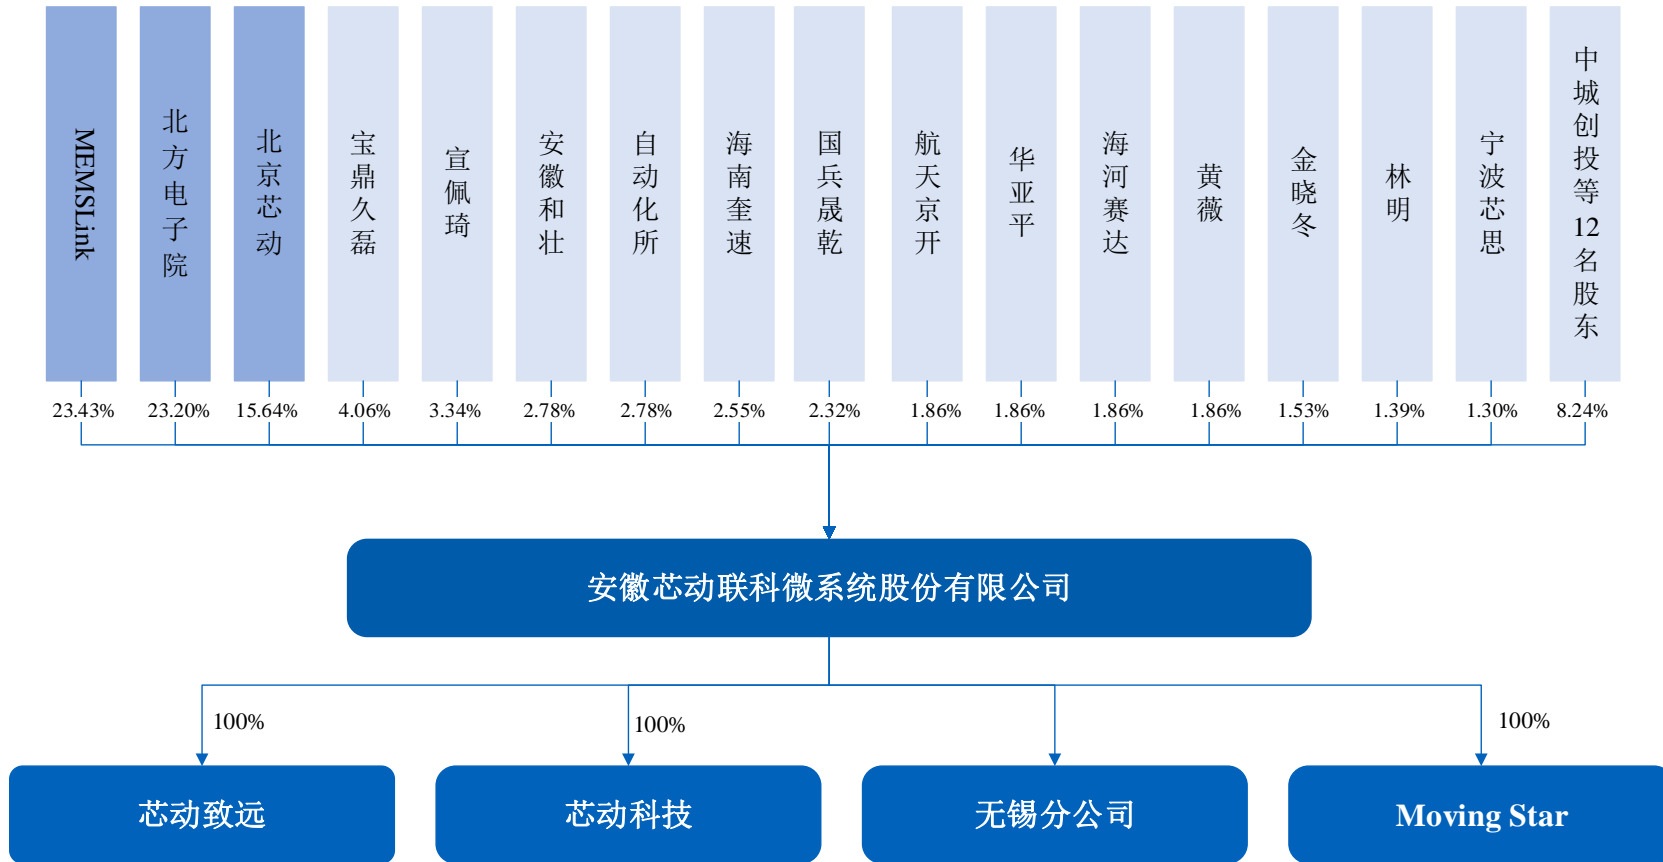 MEMSLink
北方电子院
北京芯动
宝鼎久磊
宣佩琦
安徽和壮
自动化所
海南奎速
国兵晟乾
航天京开
华亚平
海河赛达
黄薇
金晓冬
林明
宁波芯思
中城创投等12名股东
23.43%
23.20%
15.64%
4.06%
3.34%
2.78%
2.78%
2.55%
2.32%
1.86%
1.86%
1.86%
1.86%
1.53%
1.39%
1.30%
8.24%
安徽芯动联科微系统股份有限公司
100%
100%
100%
芯动致远
芯动科技
无锡分公司
Moving Star